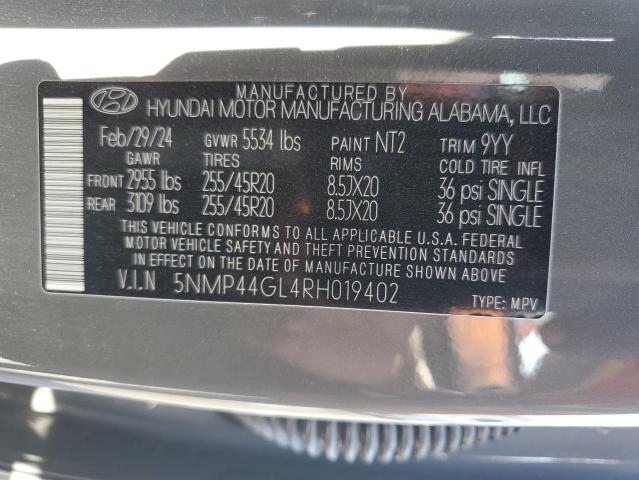 MANUFACTURED BY
HYUNDAI MOTOR MANUFACTURING ALABAMA, LLC
Feb/29/24 GVWR 5534 lbs PAINT NT2 TRIM 9YY
GAWR TIRES RIMS COLD TIRE INFL
FRONT 2955 lbs 255/45R20 8.5JX20 36 psi SINGLE
REAR 3109 lbs 255/45R20 8.5JX20 36 psi SINGLE
THIS VEHICLE CONFORMS TO ALL APPLICABLE U.S.A. FEDERAL
MOTOR VEHICLE SAFETY AND THEFT PREVENTION STANDARDS
IN EFFECT ON THE DATE OF MANUFACTURE SHOWN ABOVE.
V.I.N 5NMP44GL4RH019402
TYPE: MPV